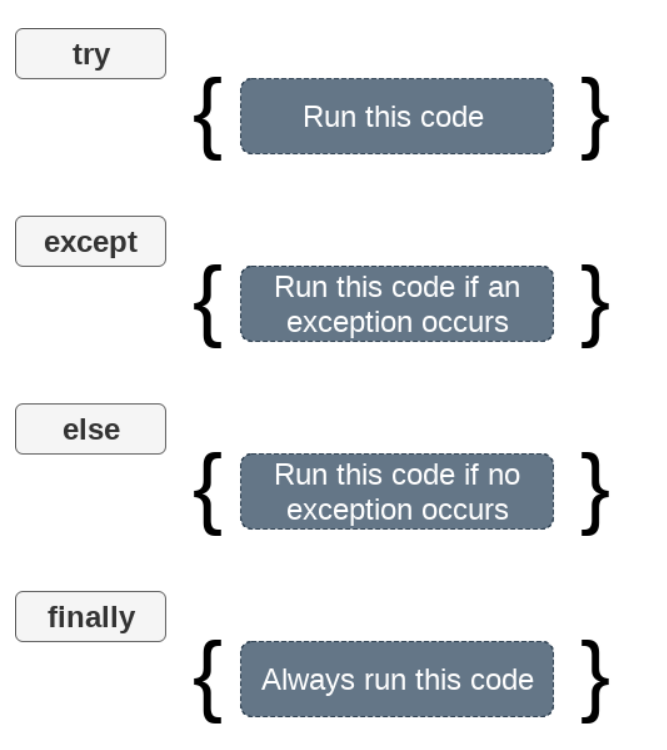 try
{ Run this code }
except
{ Run this code if an
exception occurs }
else
{ Run this code if no
exception occurs }
finally
{ Always run this code }